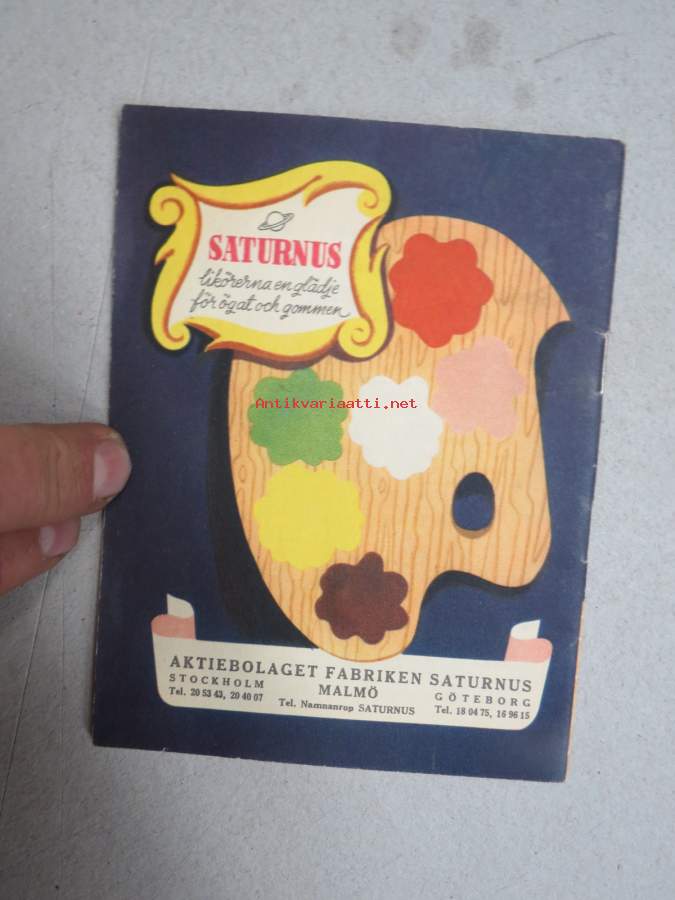 SATURNUS
likörerna en glädje
för ögat och gommen
Antikvariaatti.net
AKTIEBOLAGET FABRIKEN SATURNUS
STOCKHOLM
Tel. 20 53 43, 20 40 07
MALMÖ
Tel. Namnanrop SATURNUS
GÖTEBORG
Tel. 18 04 75, 16 96 15